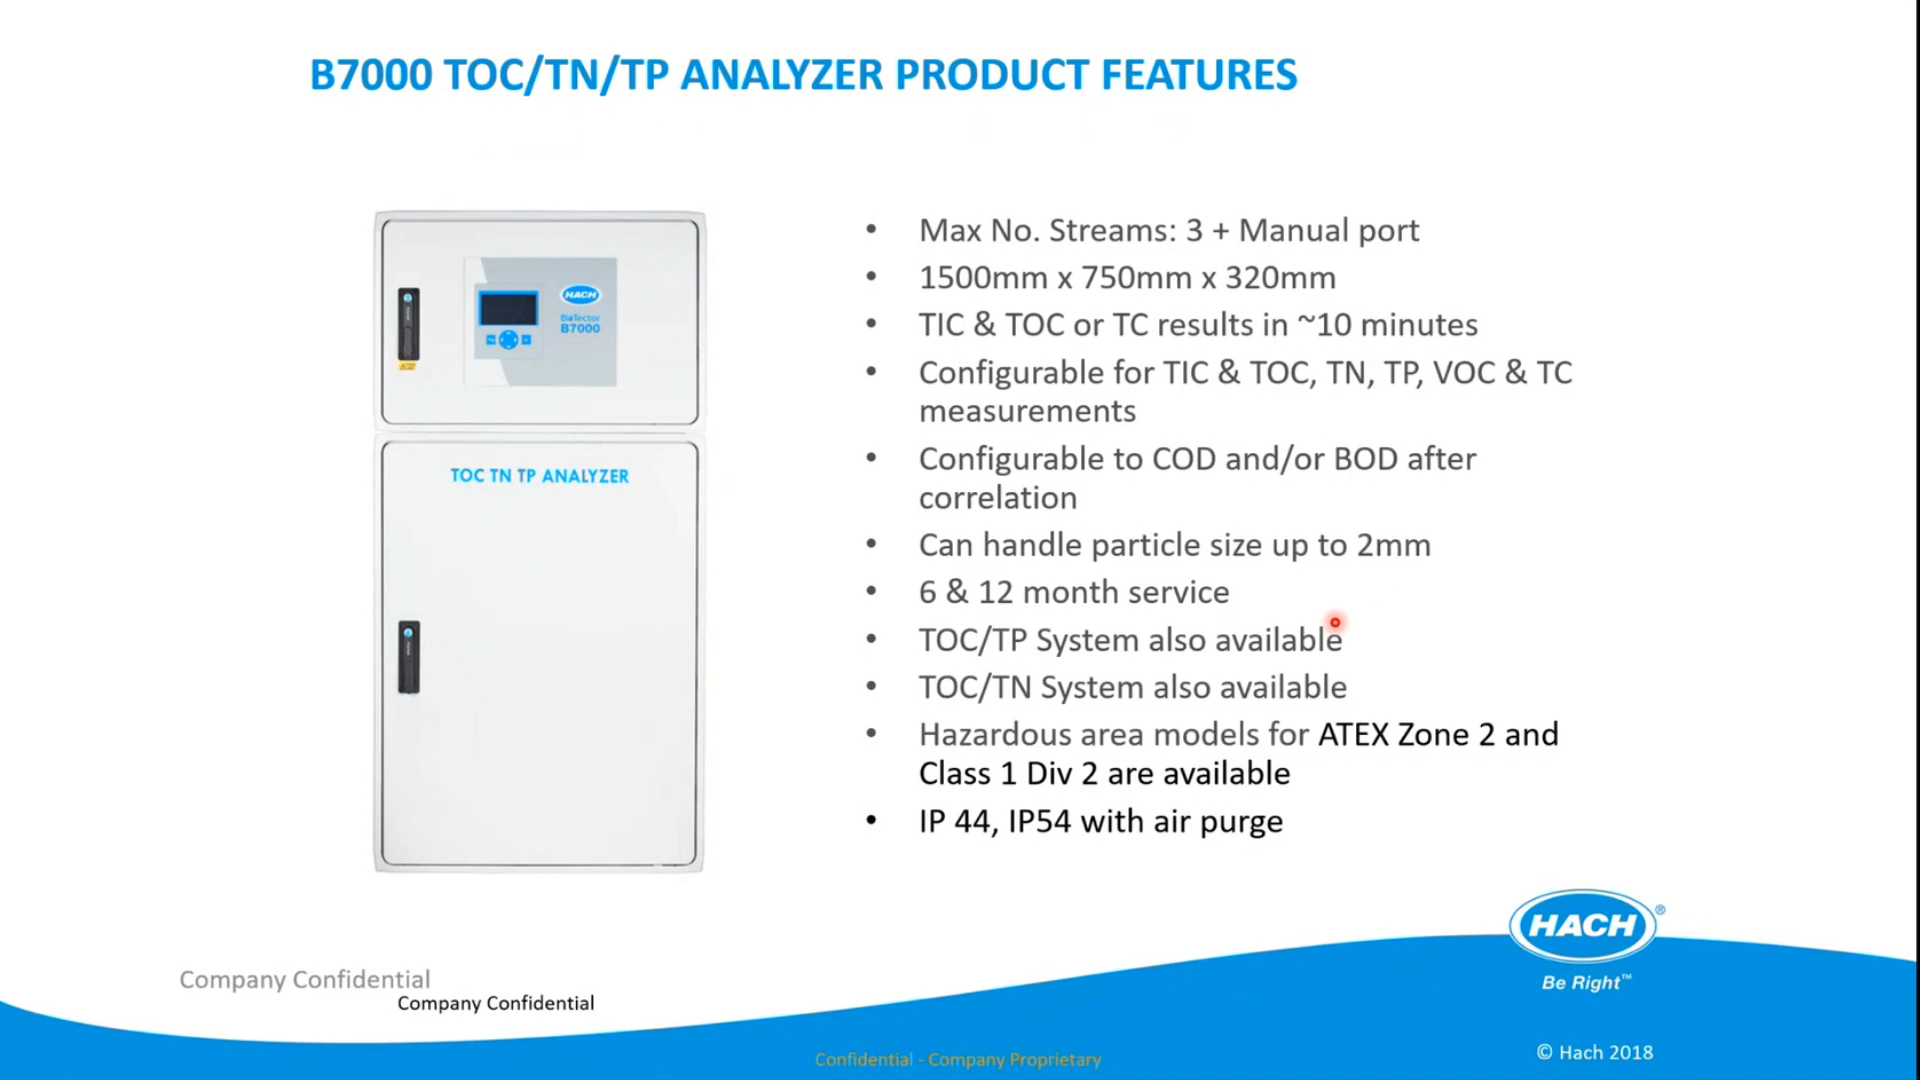 B7000 TOC/TN/TP ANALYZER PRODUCT FEATURES
HACH
BioTector
B7000
TOC TN TP ANALYZER
• Max No. Streams: 3 + Manual port
• 1500mm x 750mm x 320mm
• TIC & TOC or TC results in ~10 minutes
• Configurable for TIC & TOC, TN, TP, VOC & TC
measurements
• Configurable to COD and/or BOD after
correlation
• Can handle particle size up to 2mm
• 6 & 12 month service
• TOC/TP System also available
• TOC/TN System also available
• Hazardous area models for ATEX Zone 2 and
Class 1 Div 2 are available
• IP 44, IP54 with air purge
HACH®
Be Right™
Company Confidential
Company Confidential
Confidential - Company Proprietary
© Hach 2018